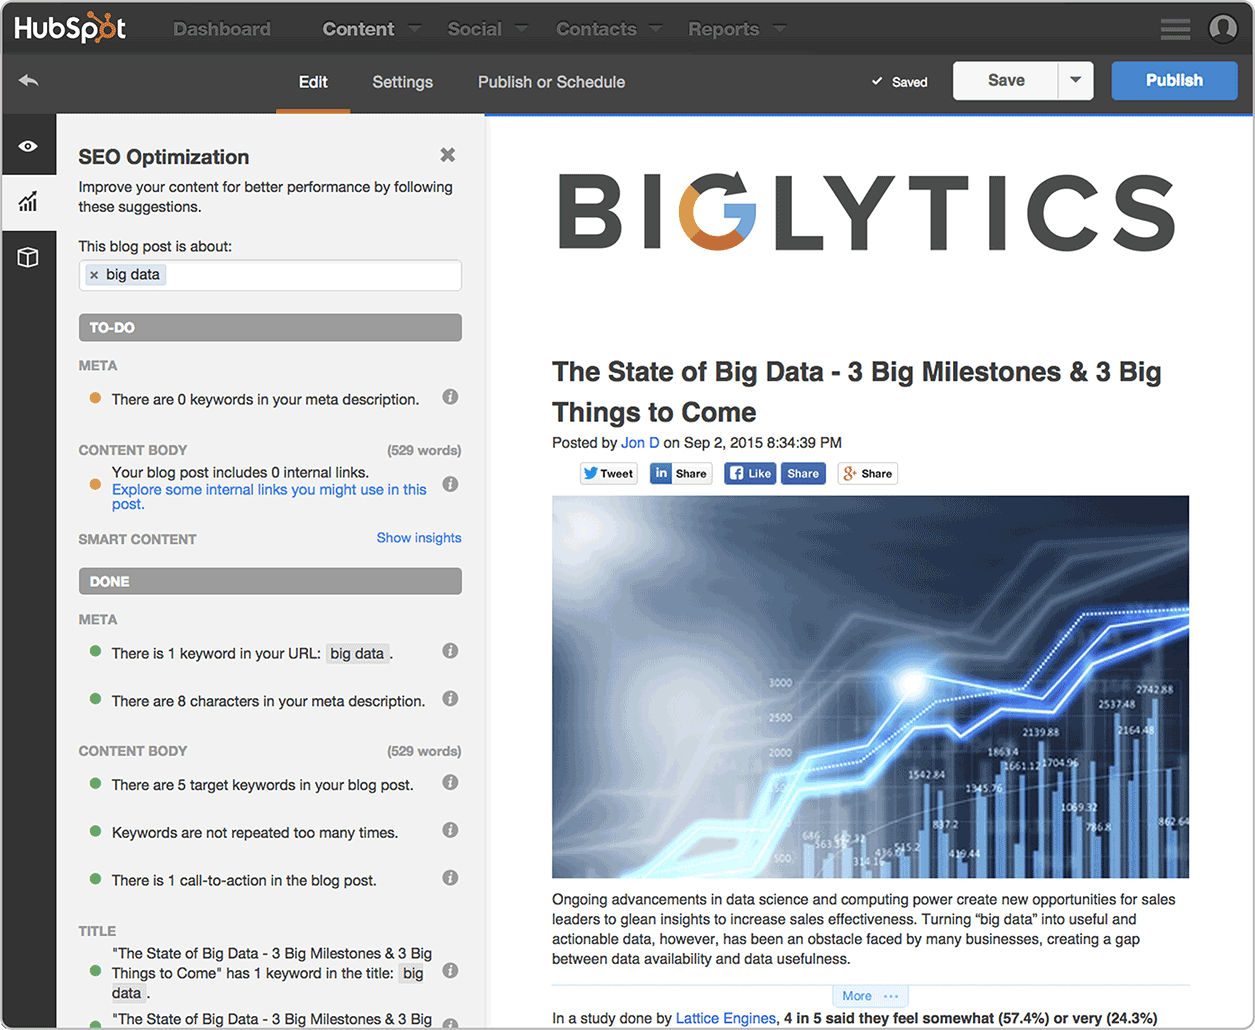 HubSpot Dashboard Content Social Contacts Reports
Edit Settings Publish or Schedule Saved Save Publish
SEO Optimization
Improve your content for better performance by following
these suggestions.
This blog post is about:
× big data
TO-DO
META
There are 0 keywords in your meta description.
CONTENT BODY (529 words)
Your blog post includes 0 internal links.
Explore some internal links you might use in this
post.
SMART CONTENT Show insights
DONE
META
There is 1 keyword in your URL: big data .
There are 8 characters in your meta description.
CONTENT BODY (529 words)
There are 5 target keywords in your blog post.
Keywords are not repeated too many times.
There is 1 call-to-action in the blog post.
TITLE
"The State of Big Data - 3 Big Milestones & 3 Big
Things to Come" has 1 keyword in the title: big
data .
"The State of Big Data - 3 Big Milestones & 3 Big
BIGLYTICS
The State of Big Data - 3 Big Milestones & 3 Big
Things to Come
Posted by Jon D on Sep 2, 2015 8:34:39 PM
Tweet in Share Like Share Share
3000
2500
2000
500
2742.88
2537.48
2164.48
2139.88
1863.4
1661.12
1704.96
1542.84
1345.76
1069.32
837.2
786.8
862.64
686
515.2
419.44
314.16
Ongoing advancements in data science and computing power create new opportunities for sales
leaders to glean insights to increase sales effectiveness. Turning “big data” into useful and
actionable data, however, has been an obstacle faced by many businesses, creating a gap
between data availability and data usefulness.
More ...
In a study done by Lattice Engines, 4 in 5 said they feel somewhat (57.4%) or very (24.3%)